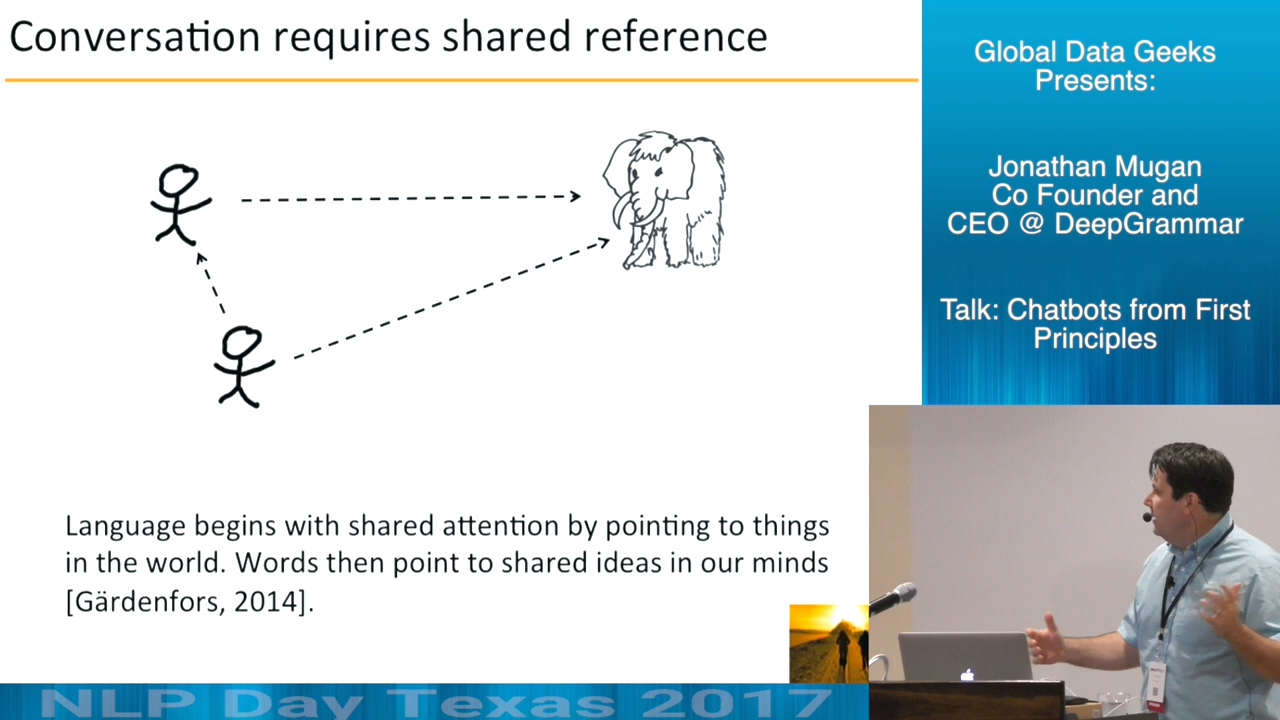 Conversation requires shared reference
Language begins with shared attention by pointing to things
in the world. Words then point to shared ideas in our minds
[Gärdenfors, 2014].
Global Data Geeks
Presents:
Jonathan Mugan
Co Founder and
CEO @ DeepGrammar
Talk: Chatbots from First
Principles
NLP Day Texas 2017